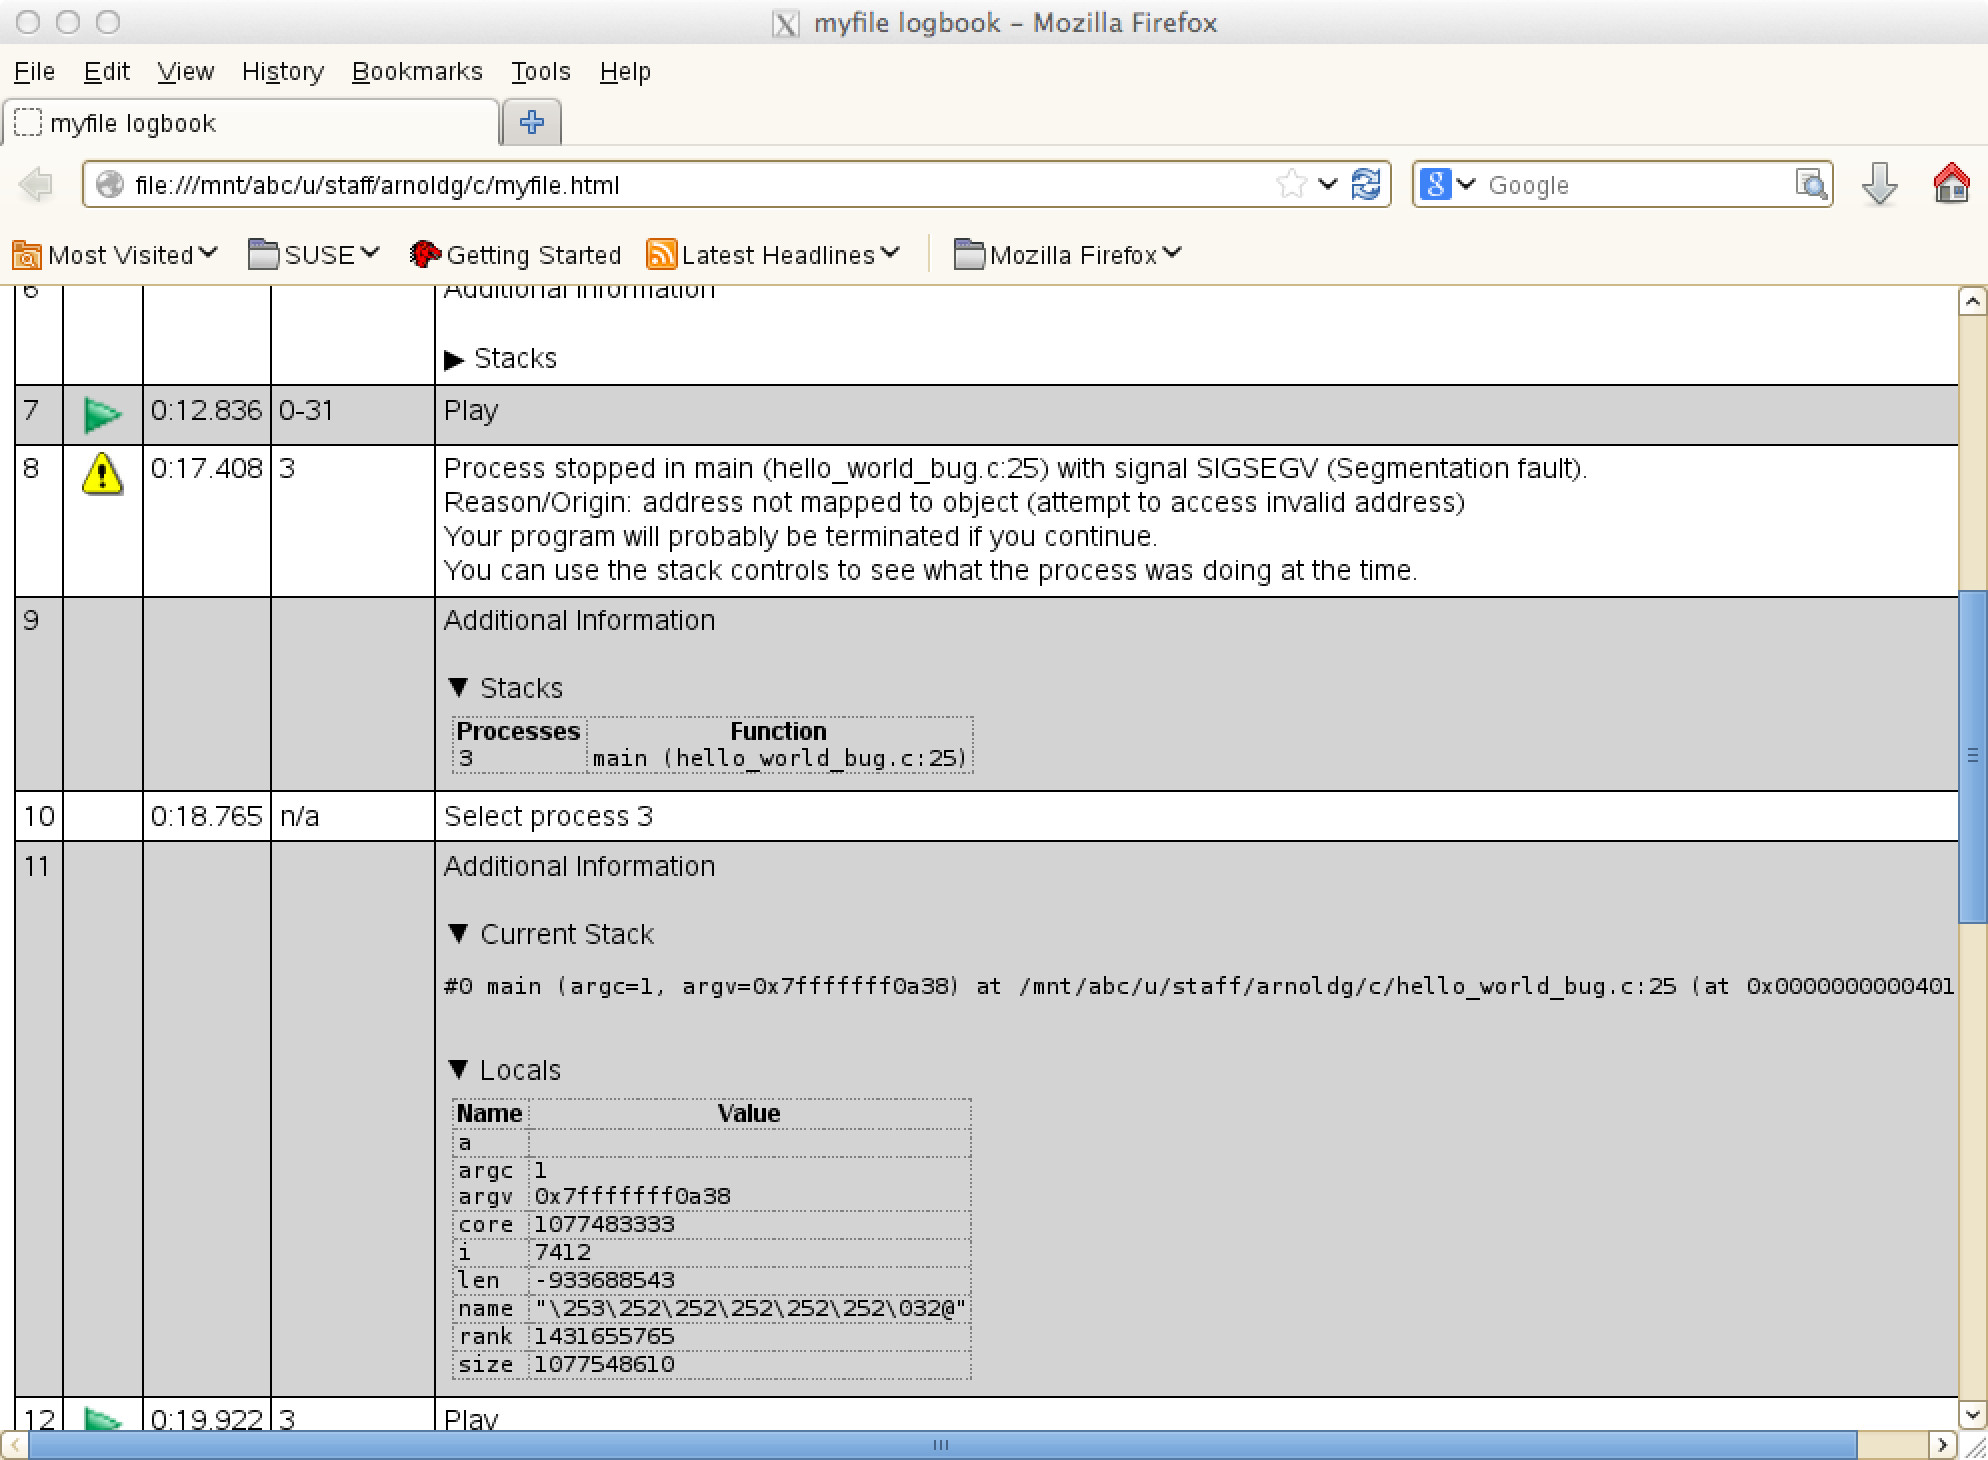 myfile logbook – Mozilla Firefox
File Edit View History Bookmarks Tools Help
myfile logbook
file:///mnt/abc/u/staff/arnoldg/c/myfile.html
8 Google
Most Visited SUSE Getting Started Latest Headlines Mozilla Firefox
6 Additional Information
▶ Stacks
7 0:12.836 0-31 Play
8 0:17.408 3 Process stopped in main (hello_world_bug.c:25) with signal SIGSEGV (Segmentation fault).
Reason/Origin: address not mapped to object (attempt to access invalid address)
Your program will probably be terminated if you continue.
You can use the stack controls to see what the process was doing at the time.
9 Additional Information
▼ Stacks
Processes Function
3 main (hello_world_bug.c:25)
10 0:18.765 n/a Select process 3
11 Additional Information
▼ Current Stack
#0 main (argc=1, argv=0x7fffffff0a38) at /mnt/abc/u/staff/arnoldg/c/hello_world_bug.c:25 (at 0x0000000000401
▼ Locals
Name Value
a
argc 1
argv 0x7fffffff0a38
core 1077483333
i 7412
len -933688543
name "\253\252\252\252\252\252\032@"
rank 1431655765
size 1077548610
12 0:19.922 3 Play